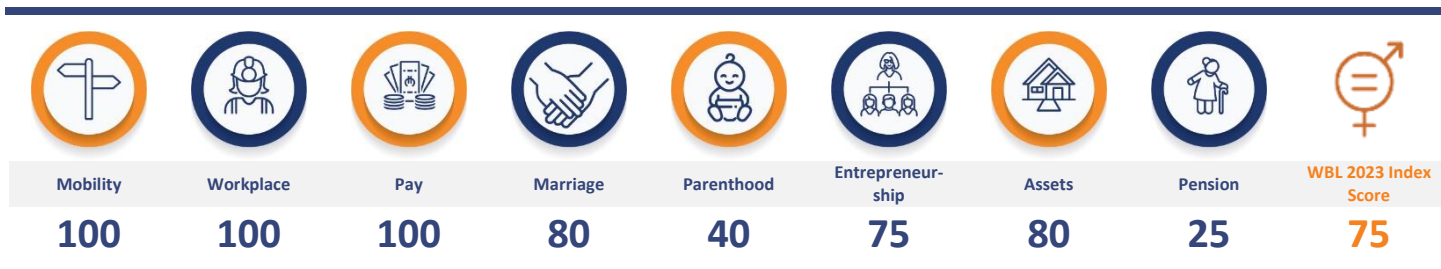 Mobility
Workplace
Pay
Marriage
Parenthood
Entrepreneur-
ship
Assets
Pension
WBL 2023 Index
Score
100
100
100
80
40
75
80
25
75